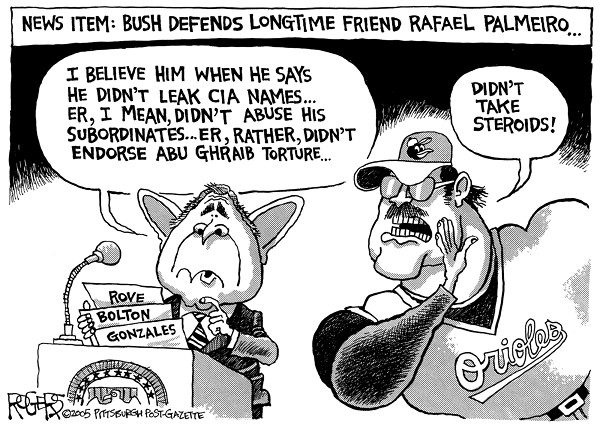 NEWS ITEM: BUSH DEFENDS LONGTIME FRIEND RAFAEL PALMEIRO...
I BELIEVE HIM WHEN HE SAYS
HE DIDN'T LEAK CIA NAMES...
ER, I MEAN, DIDN'T ABUSE HIS
SUBORDINATES...ER, RATHER, DIDN'T
ENDORSE ABU GHRAIB TORTURE...
DIDN'T
TAKE
STEROIDS!
ROVE
BOLTON
GONZALES
Orioles
ROGERS
©2005 PITTSBURGH POST-GAZETTE